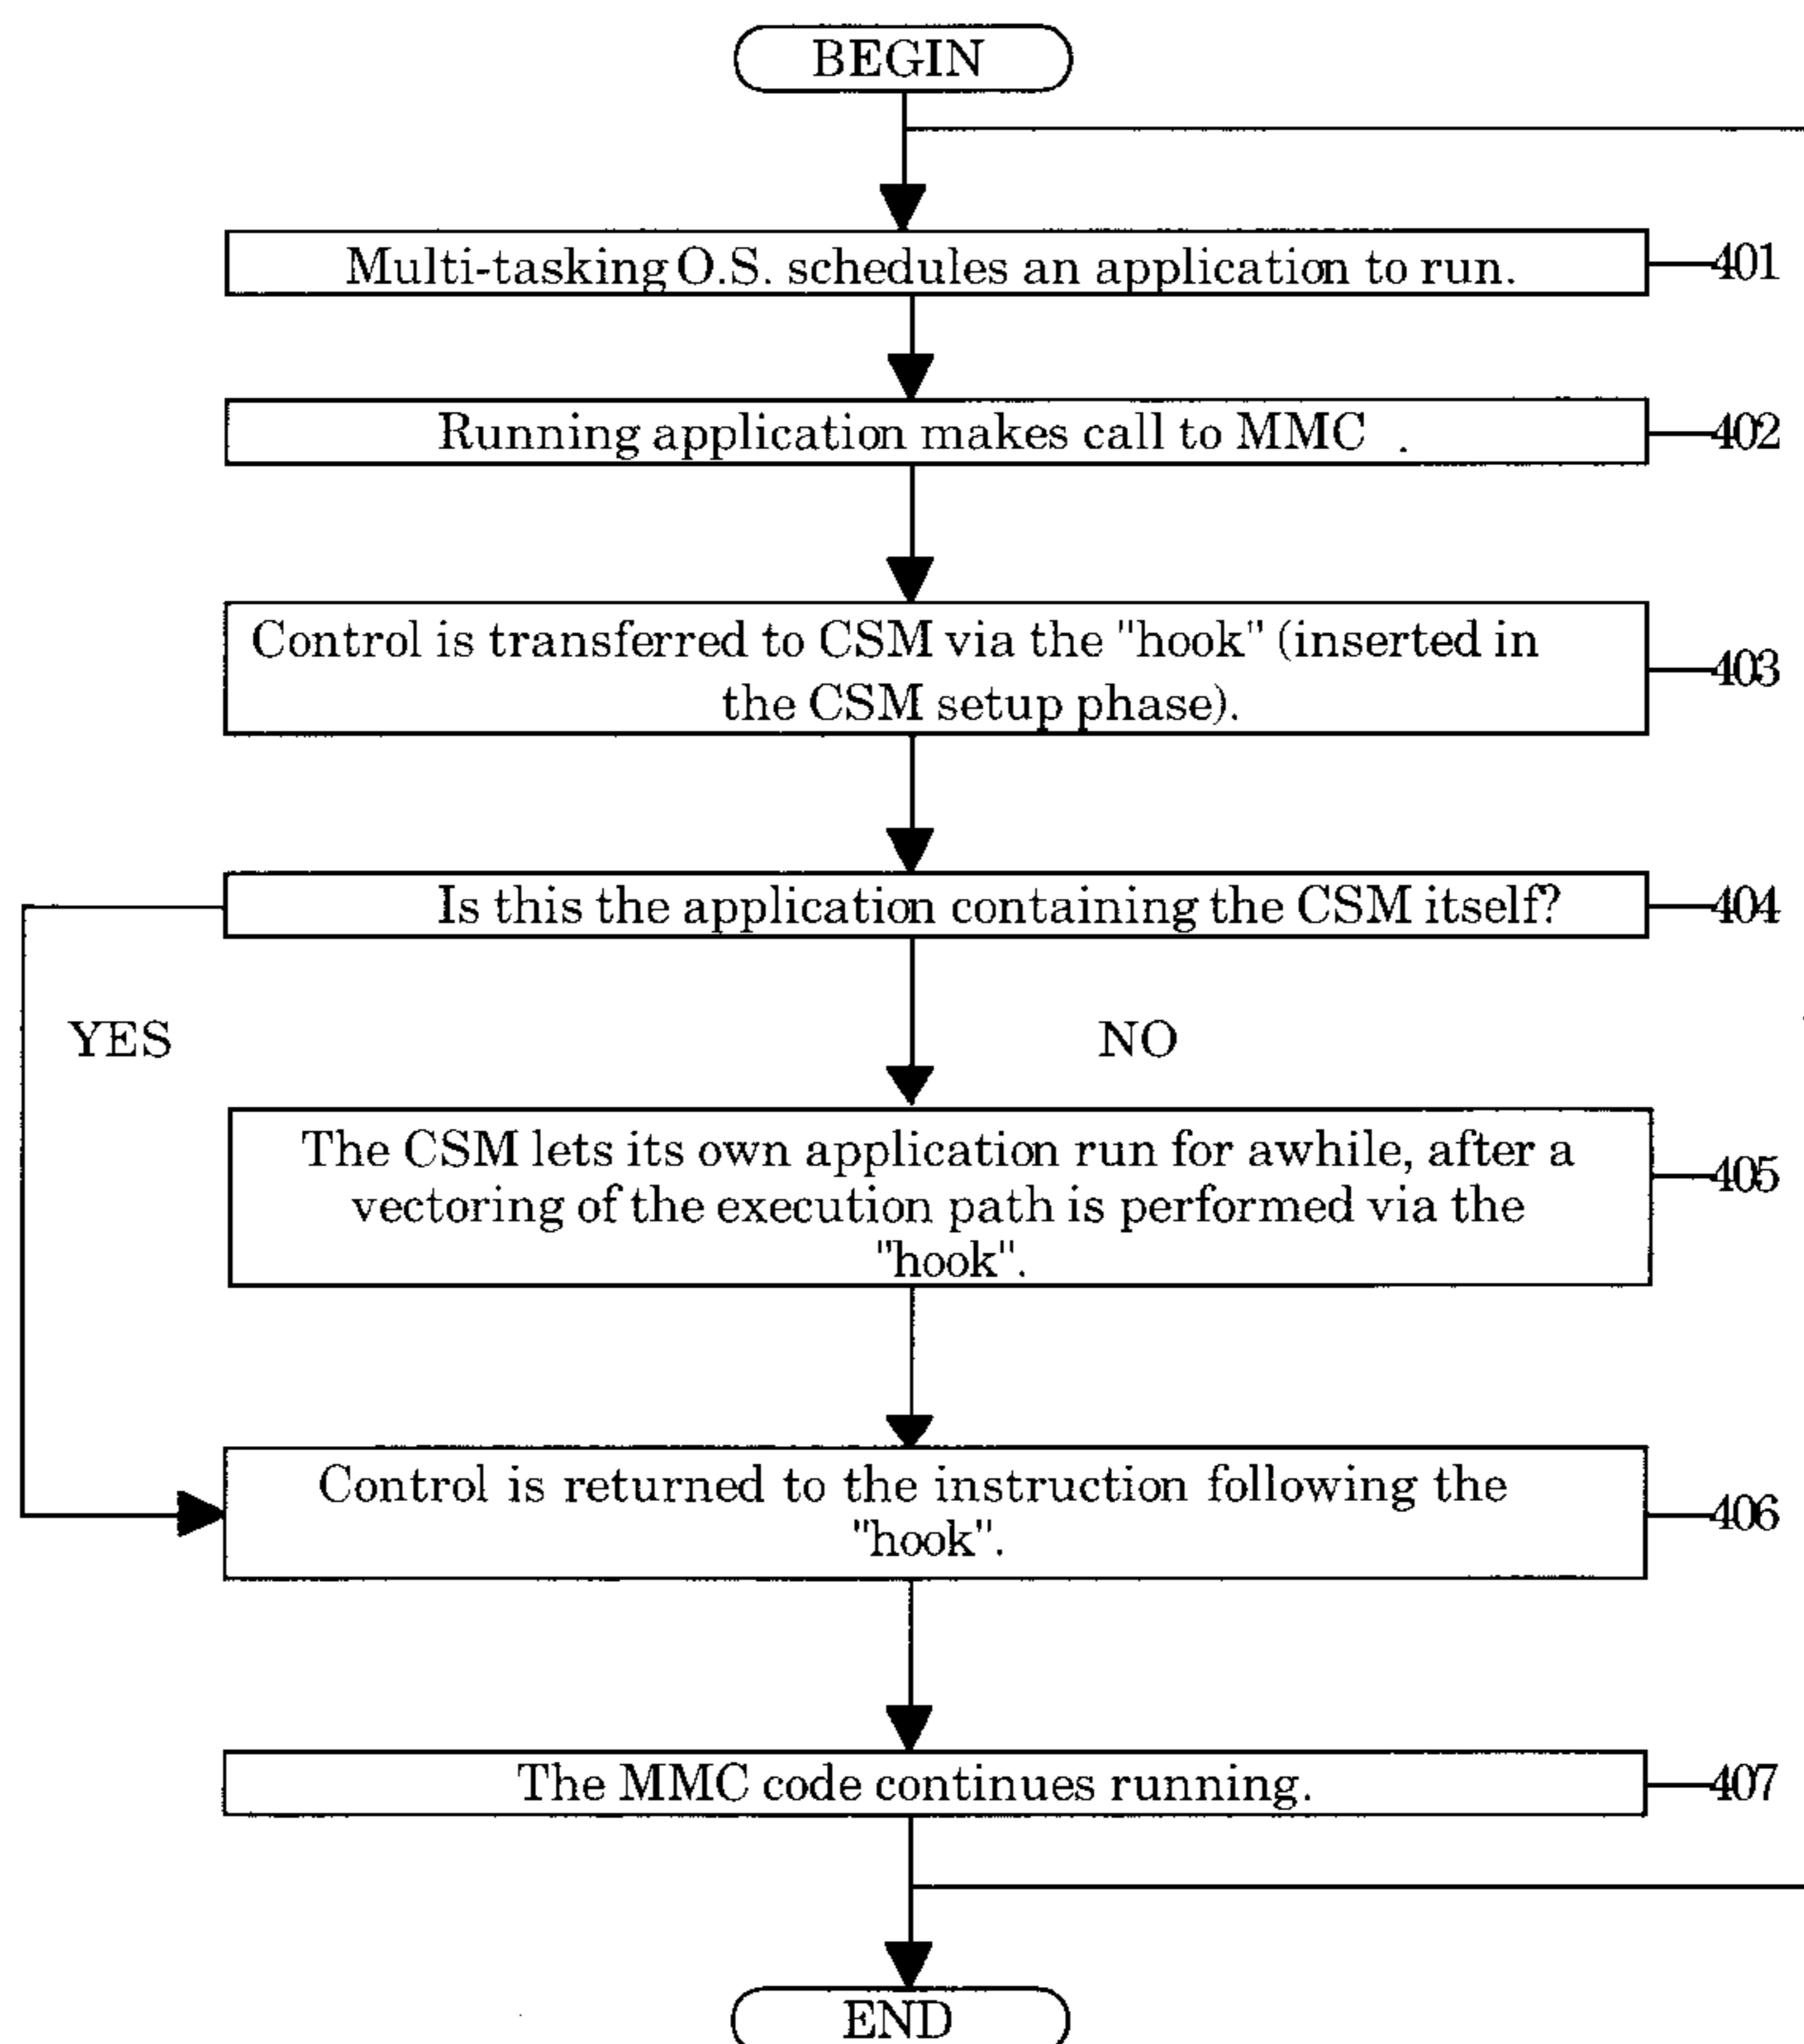 BEGIN
Multi-tasking O.S. schedules an application to run.
401
Running application makes call to MMC .
402
Control is transferred to CSM via the "hook" (inserted in
the CSM setup phase).
403
Is this the application containing the CSM itself?
404
YES
NO
The CSM lets its own application run for awhile, after a
vectoring of the execution path is performed via the
"hook".
405
Control is returned to the instruction following the
"hook".
406
The MMC code continues running.
407
END